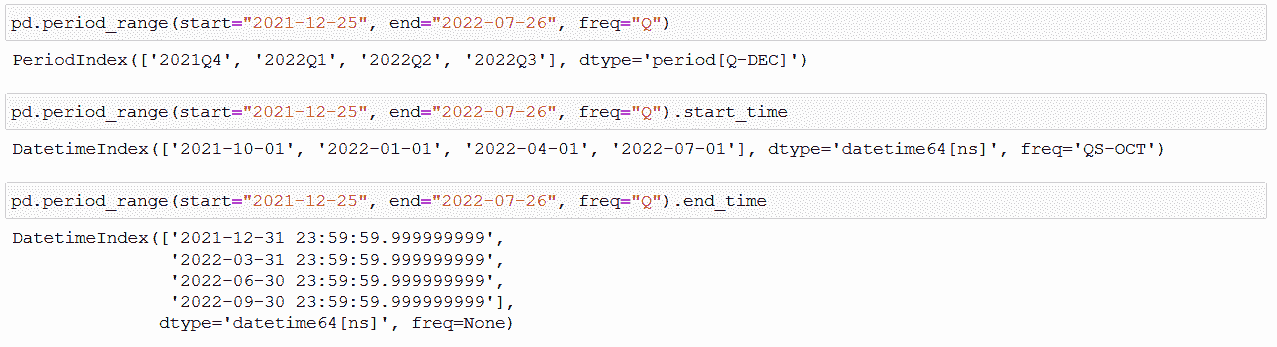 pd.period_range(start="2021-12-25", end="2022-07-26", freq="Q")
PeriodIndex(['2021Q4', '2022Q1', '2022Q2', '2022Q3'], dtype='period[Q-DEC]')
pd.period_range(start="2021-12-25", end="2022-07-26", freq="Q").start_time
DatetimeIndex(['2021-10-01', '2022-01-01', '2022-04-01', '2022-07-01'], dtype='datetime64[ns]', freq='QS-OCT')
pd.period_range(start="2021-12-25", end="2022-07-26", freq="Q").end_time
DatetimeIndex(['2021-12-31 23:59:59.999999999',
'2022-03-31 23:59:59.999999999',
'2022-06-30 23:59:59.999999999',
'2022-09-30 23:59:59.999999999'],
dtype='datetime64[ns]', freq=None)